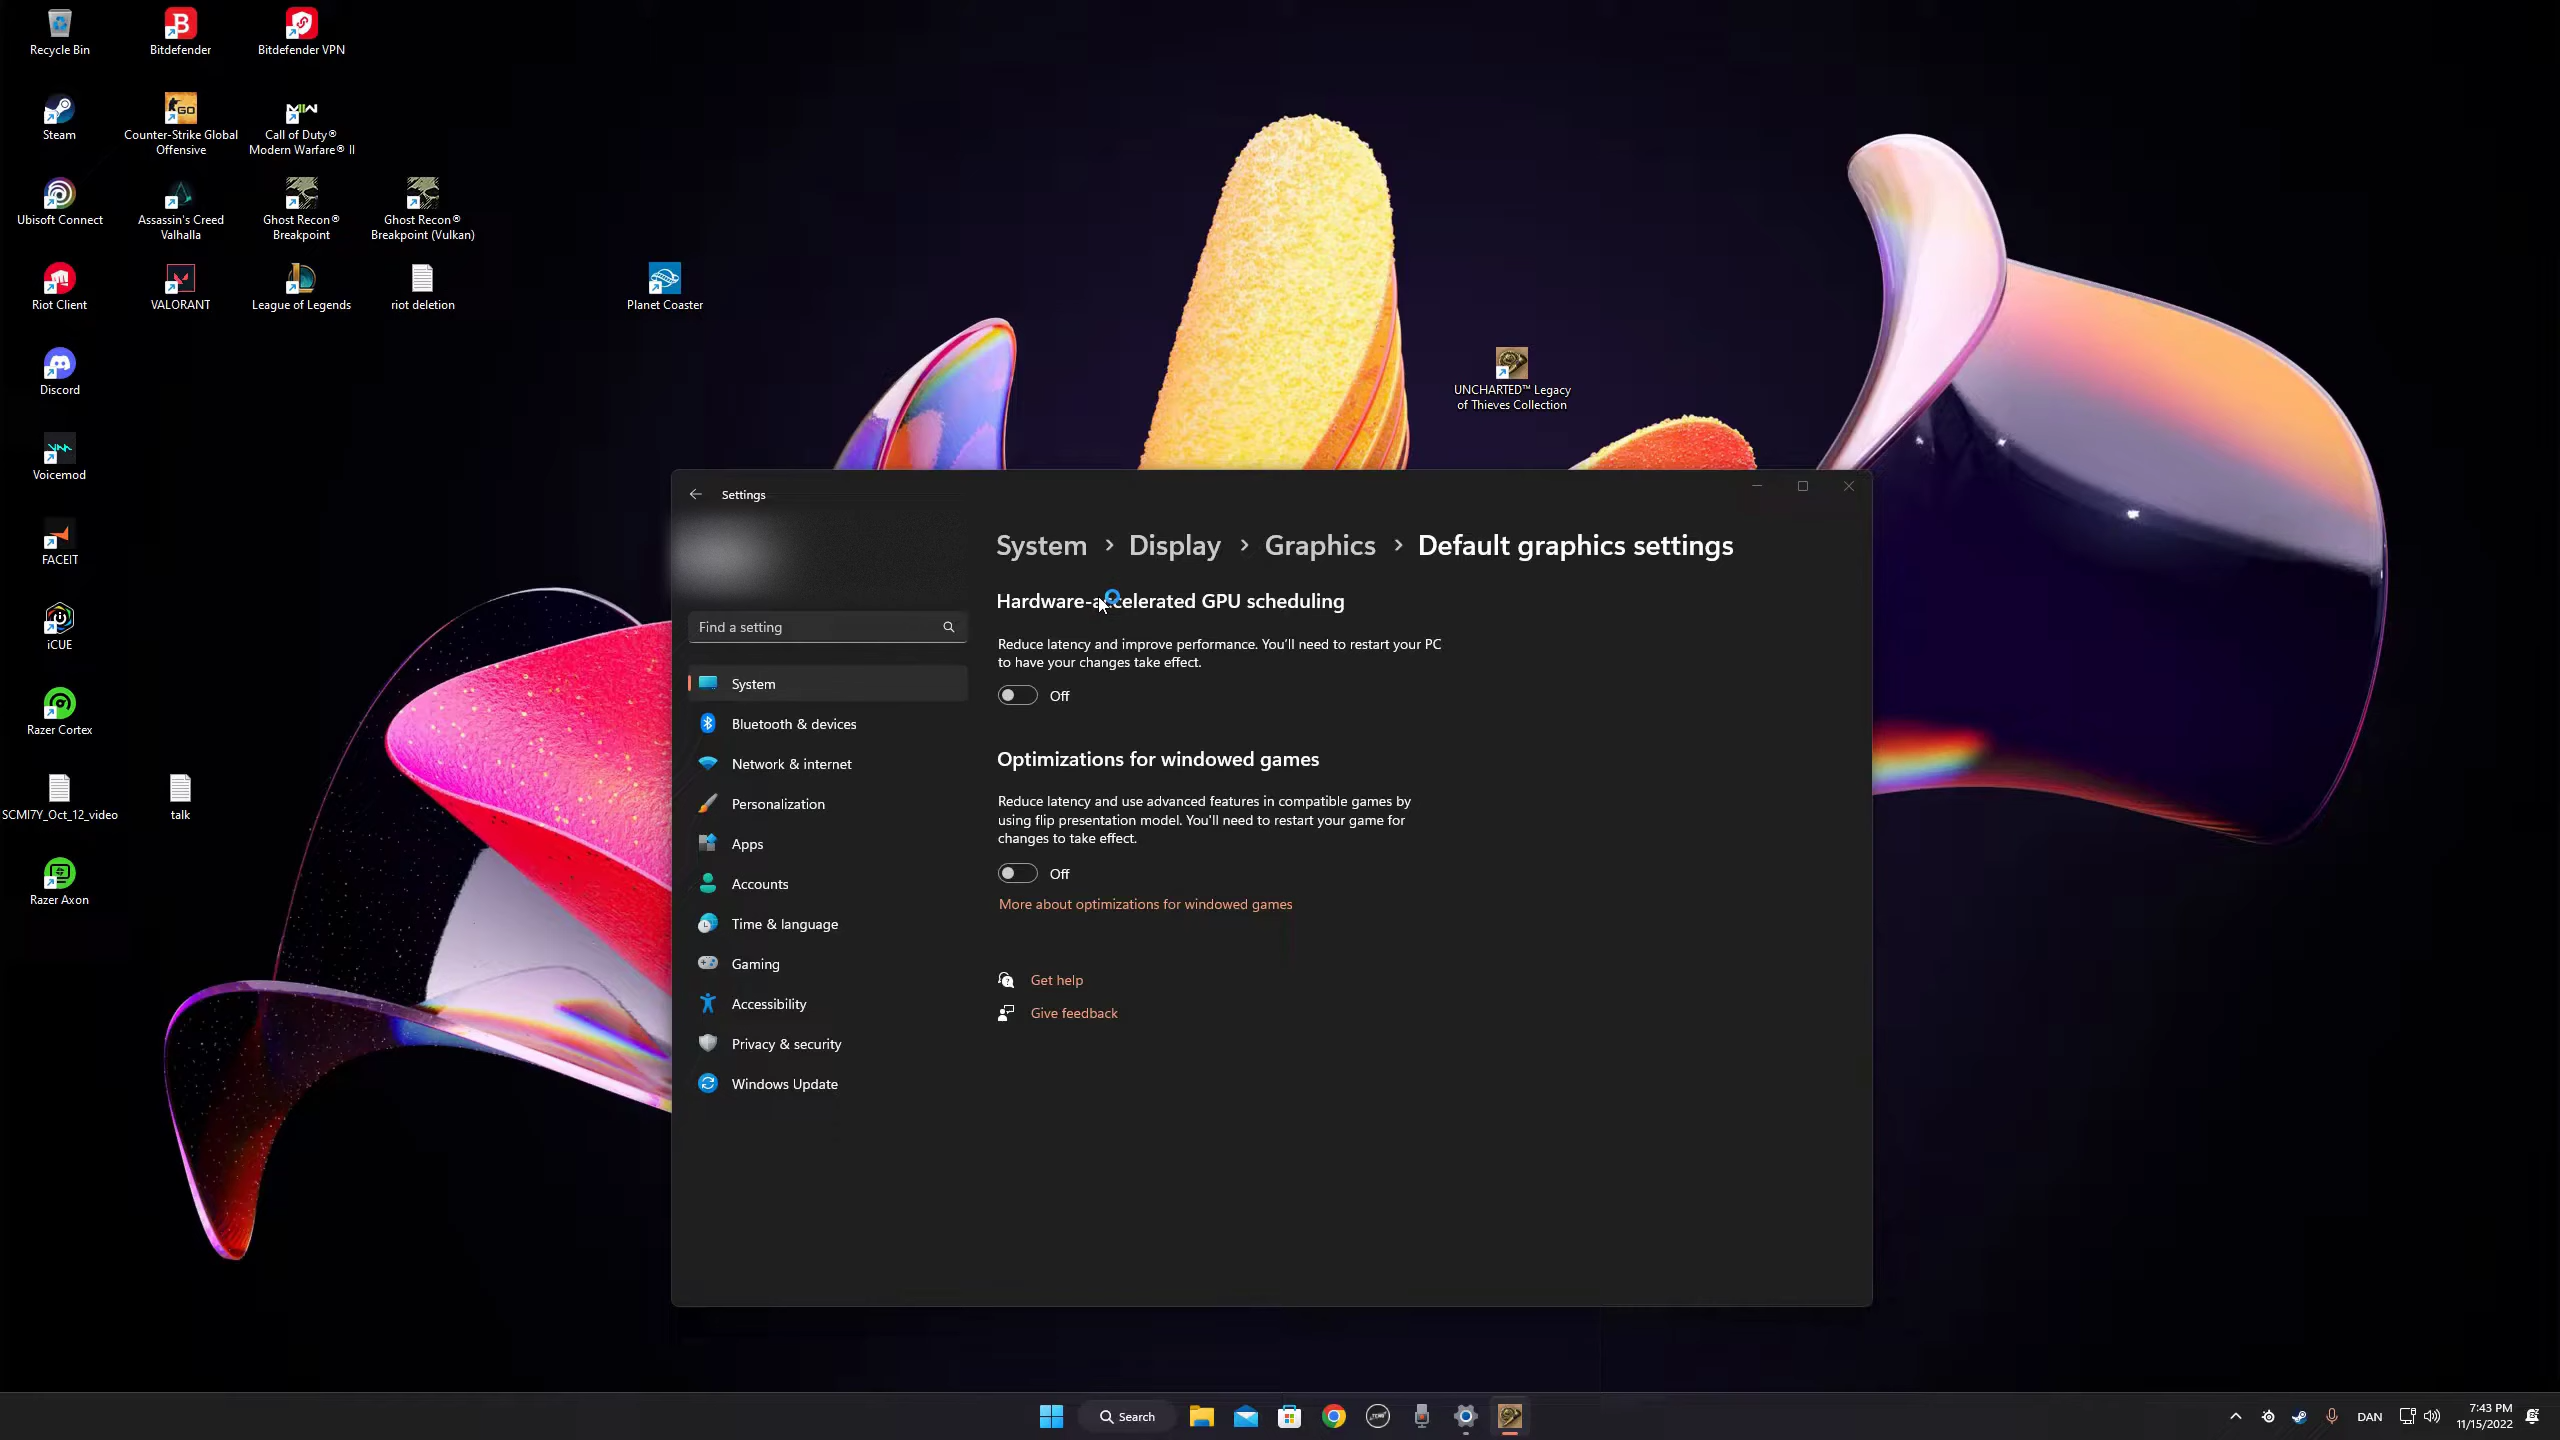 Recycle Bin
Bitdefender
Bitdefender VPN
Steam
Counter-Strike Global
Offensive
Call of Duty®
Modern Warfare® II
Ubisoft Connect
Assassin's Creed
Valhalla
Ghost Recon®
Breakpoint
Ghost Recon®
Breakpoint (Vulkan)
Riot Client
VALORANT
League of Legends
riot deletion
Planet Coaster
Discord
UNCHARTED™ Legacy
of Thieves Collection
Voicemod
FACEIT
iCUE
Razer Cortex
SCMI7Y_Oct_12_video
talk
Razer Axon
Settings
Find a setting
System
Bluetooth & devices
Network & internet
Personalization
Apps
Accounts
Time & language
Gaming
Accessibility
Privacy & security
Windows Update
System > Display > Graphics > Default graphics settings
Hardware-accelerated GPU scheduling
Reduce latency and improve performance. You'll need to restart your PC
to have your changes take effect.
Off
Optimizations for windowed games
Reduce latency and use advanced features in compatible games by
using flip presentation model. You'll need to restart your game for
changes to take effect.
Off
More about optimizations for windowed games
Get help
Give feedback
Search
DAN
7:43 PM
11/15/2022